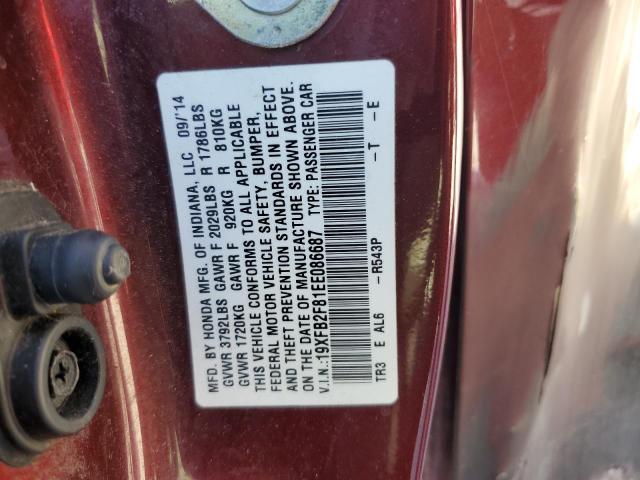 MFD. BY HONDA MFG. OF INDIANA, LLC 09/'14
GVWR 3792LBS GAWR F 2029LBS R 1786LBS
GVWR 1720KG GAWR F 920KG R 810KG
THIS VEHICLE CONFORMS TO ALL APPLICABLE
FEDERAL MOTOR VEHICLE SAFETY, BUMPER,
AND THEFT PREVENTION STANDARDS IN EFFECT
ON THE DATE OF MANUFACTURE SHOWN ABOVE.
V.I.N.:19XFB2F81EE086687 TYPE: PASSENGER CAR
TR3 E AL6 -R543P -T -E